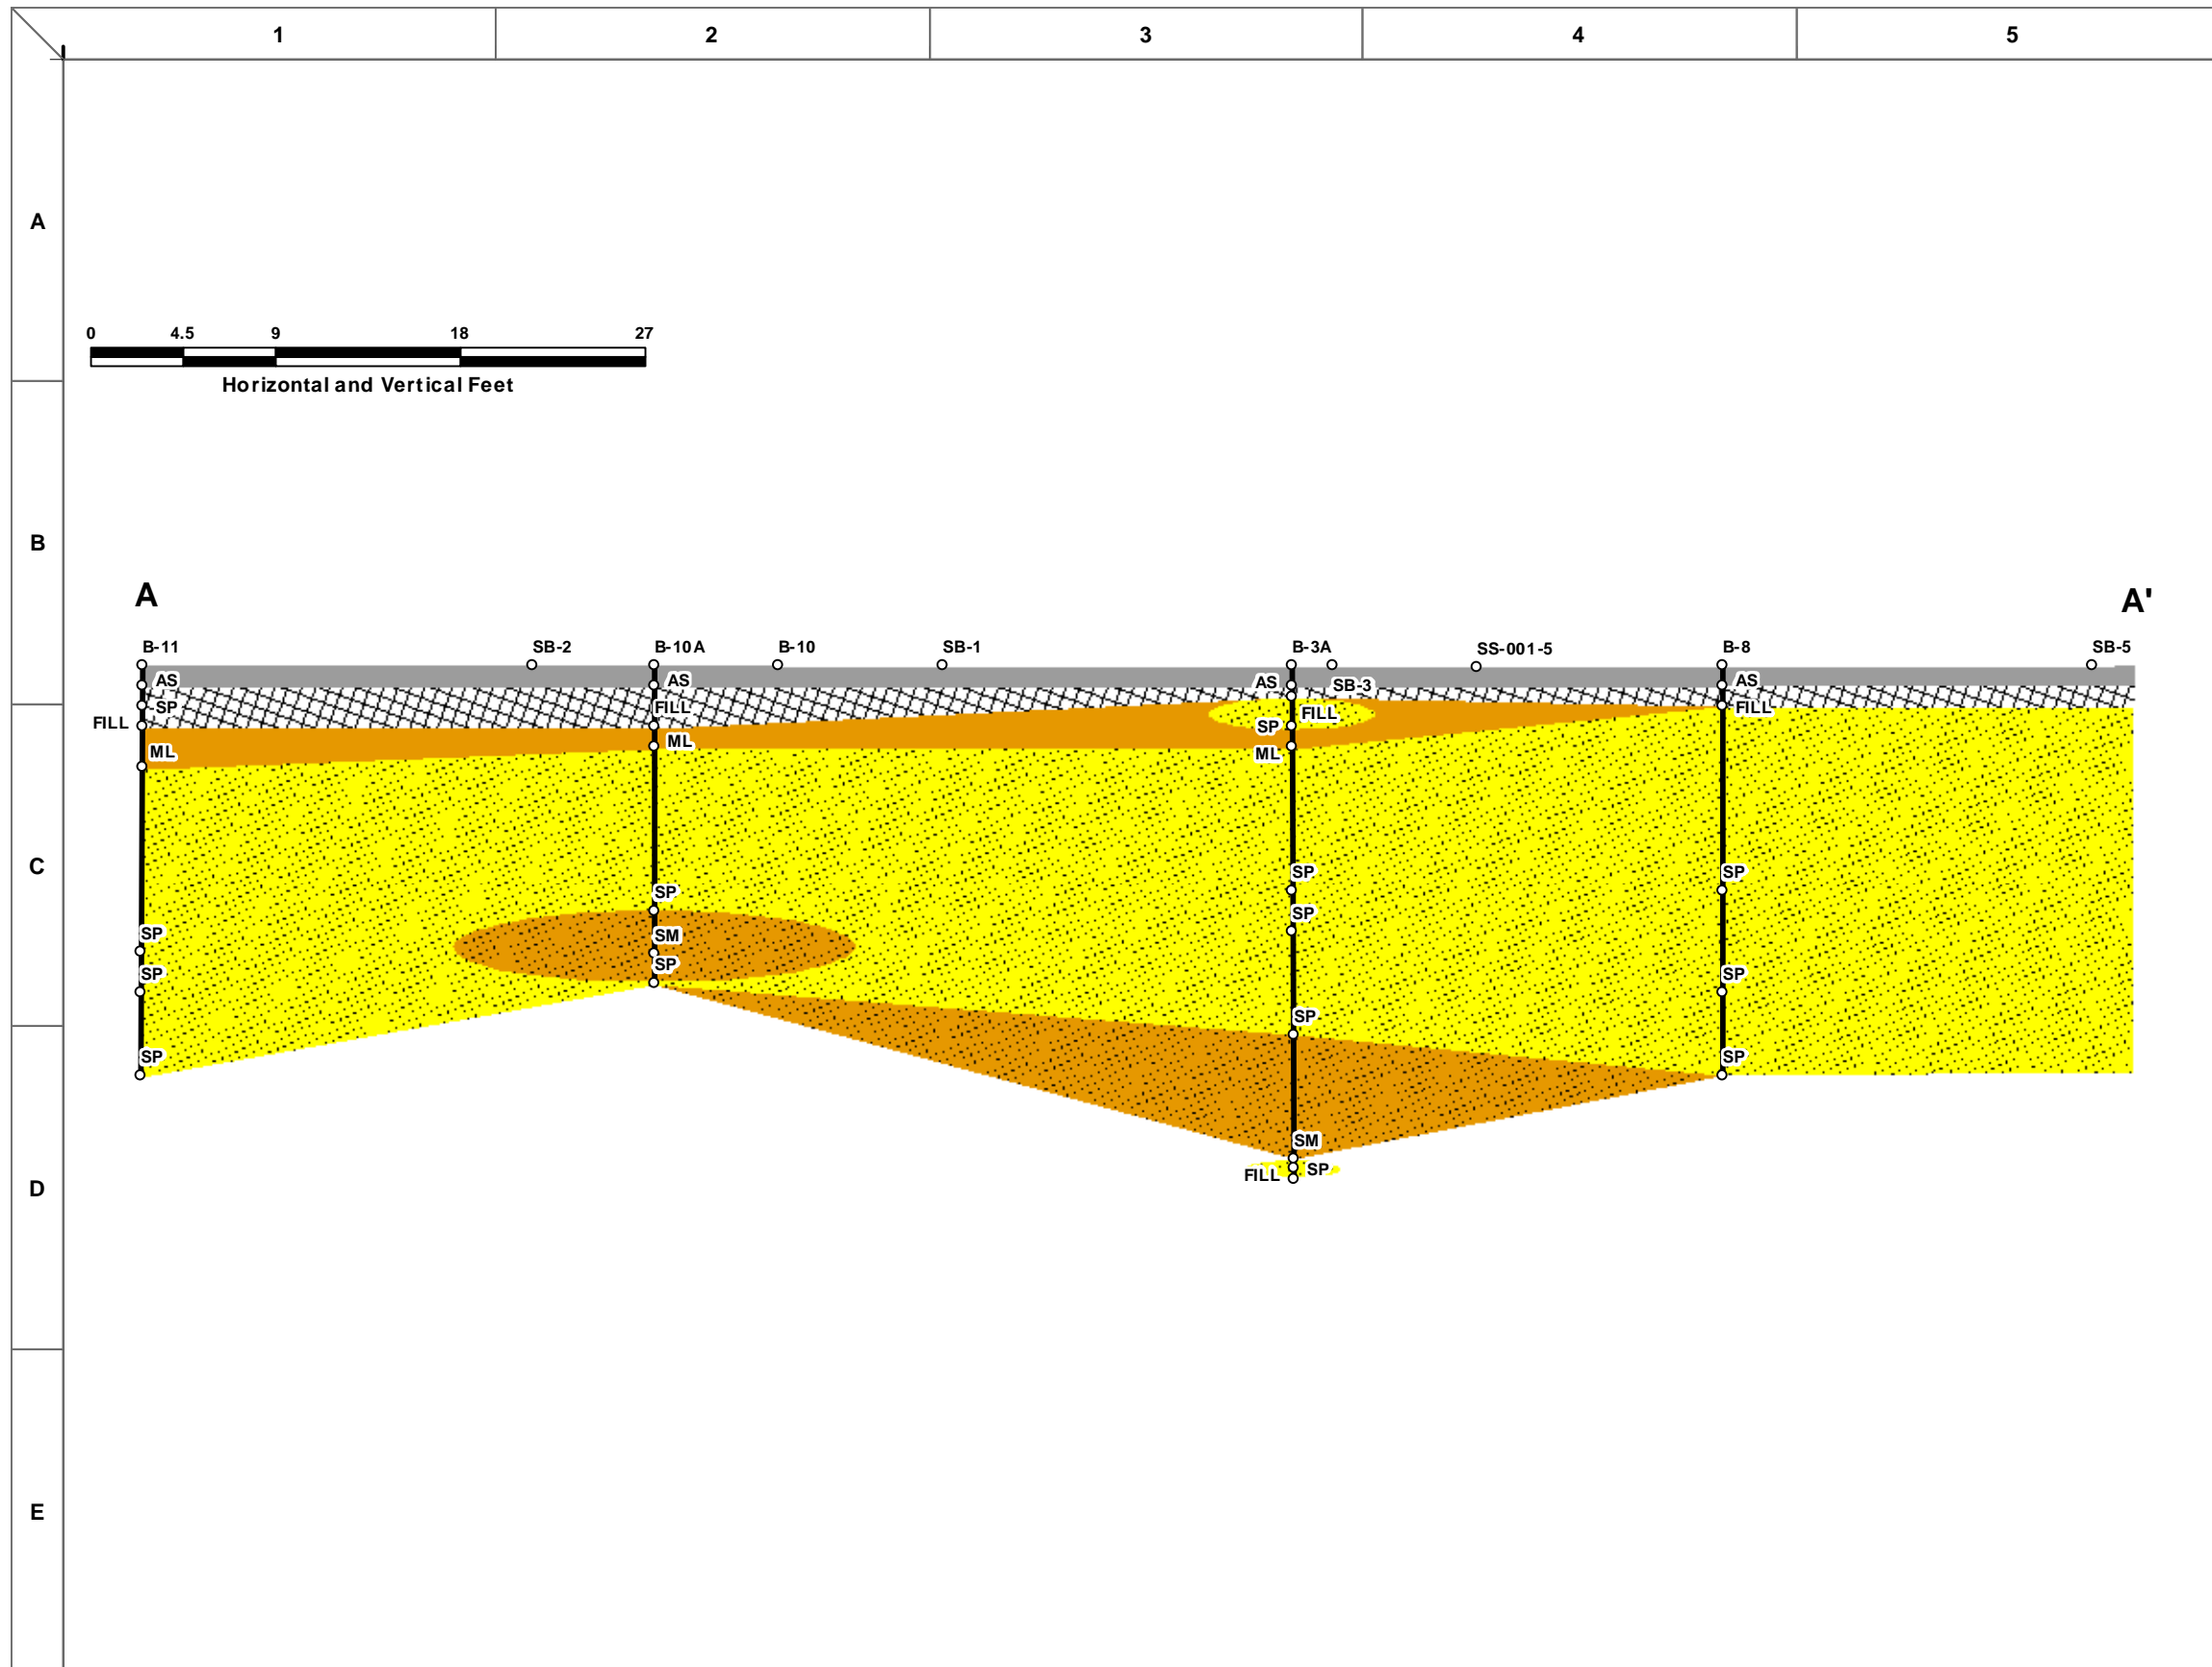 1 2 3 4 5
A
0 4.5 9 18 27
Horizontal and Vertical Feet
B
A A'
B-11 SB-2 B-10A B-10 SB-1 B-3A SS-001-5 B-8 SB-5
AS AS AS SB-3 AS
SP FILL FILL FILL
FILL SP
ML ML ML
C
SP SP SP
SP SM SP
SP SP SP
SP
SP SP
SM
FILL SP
D
E